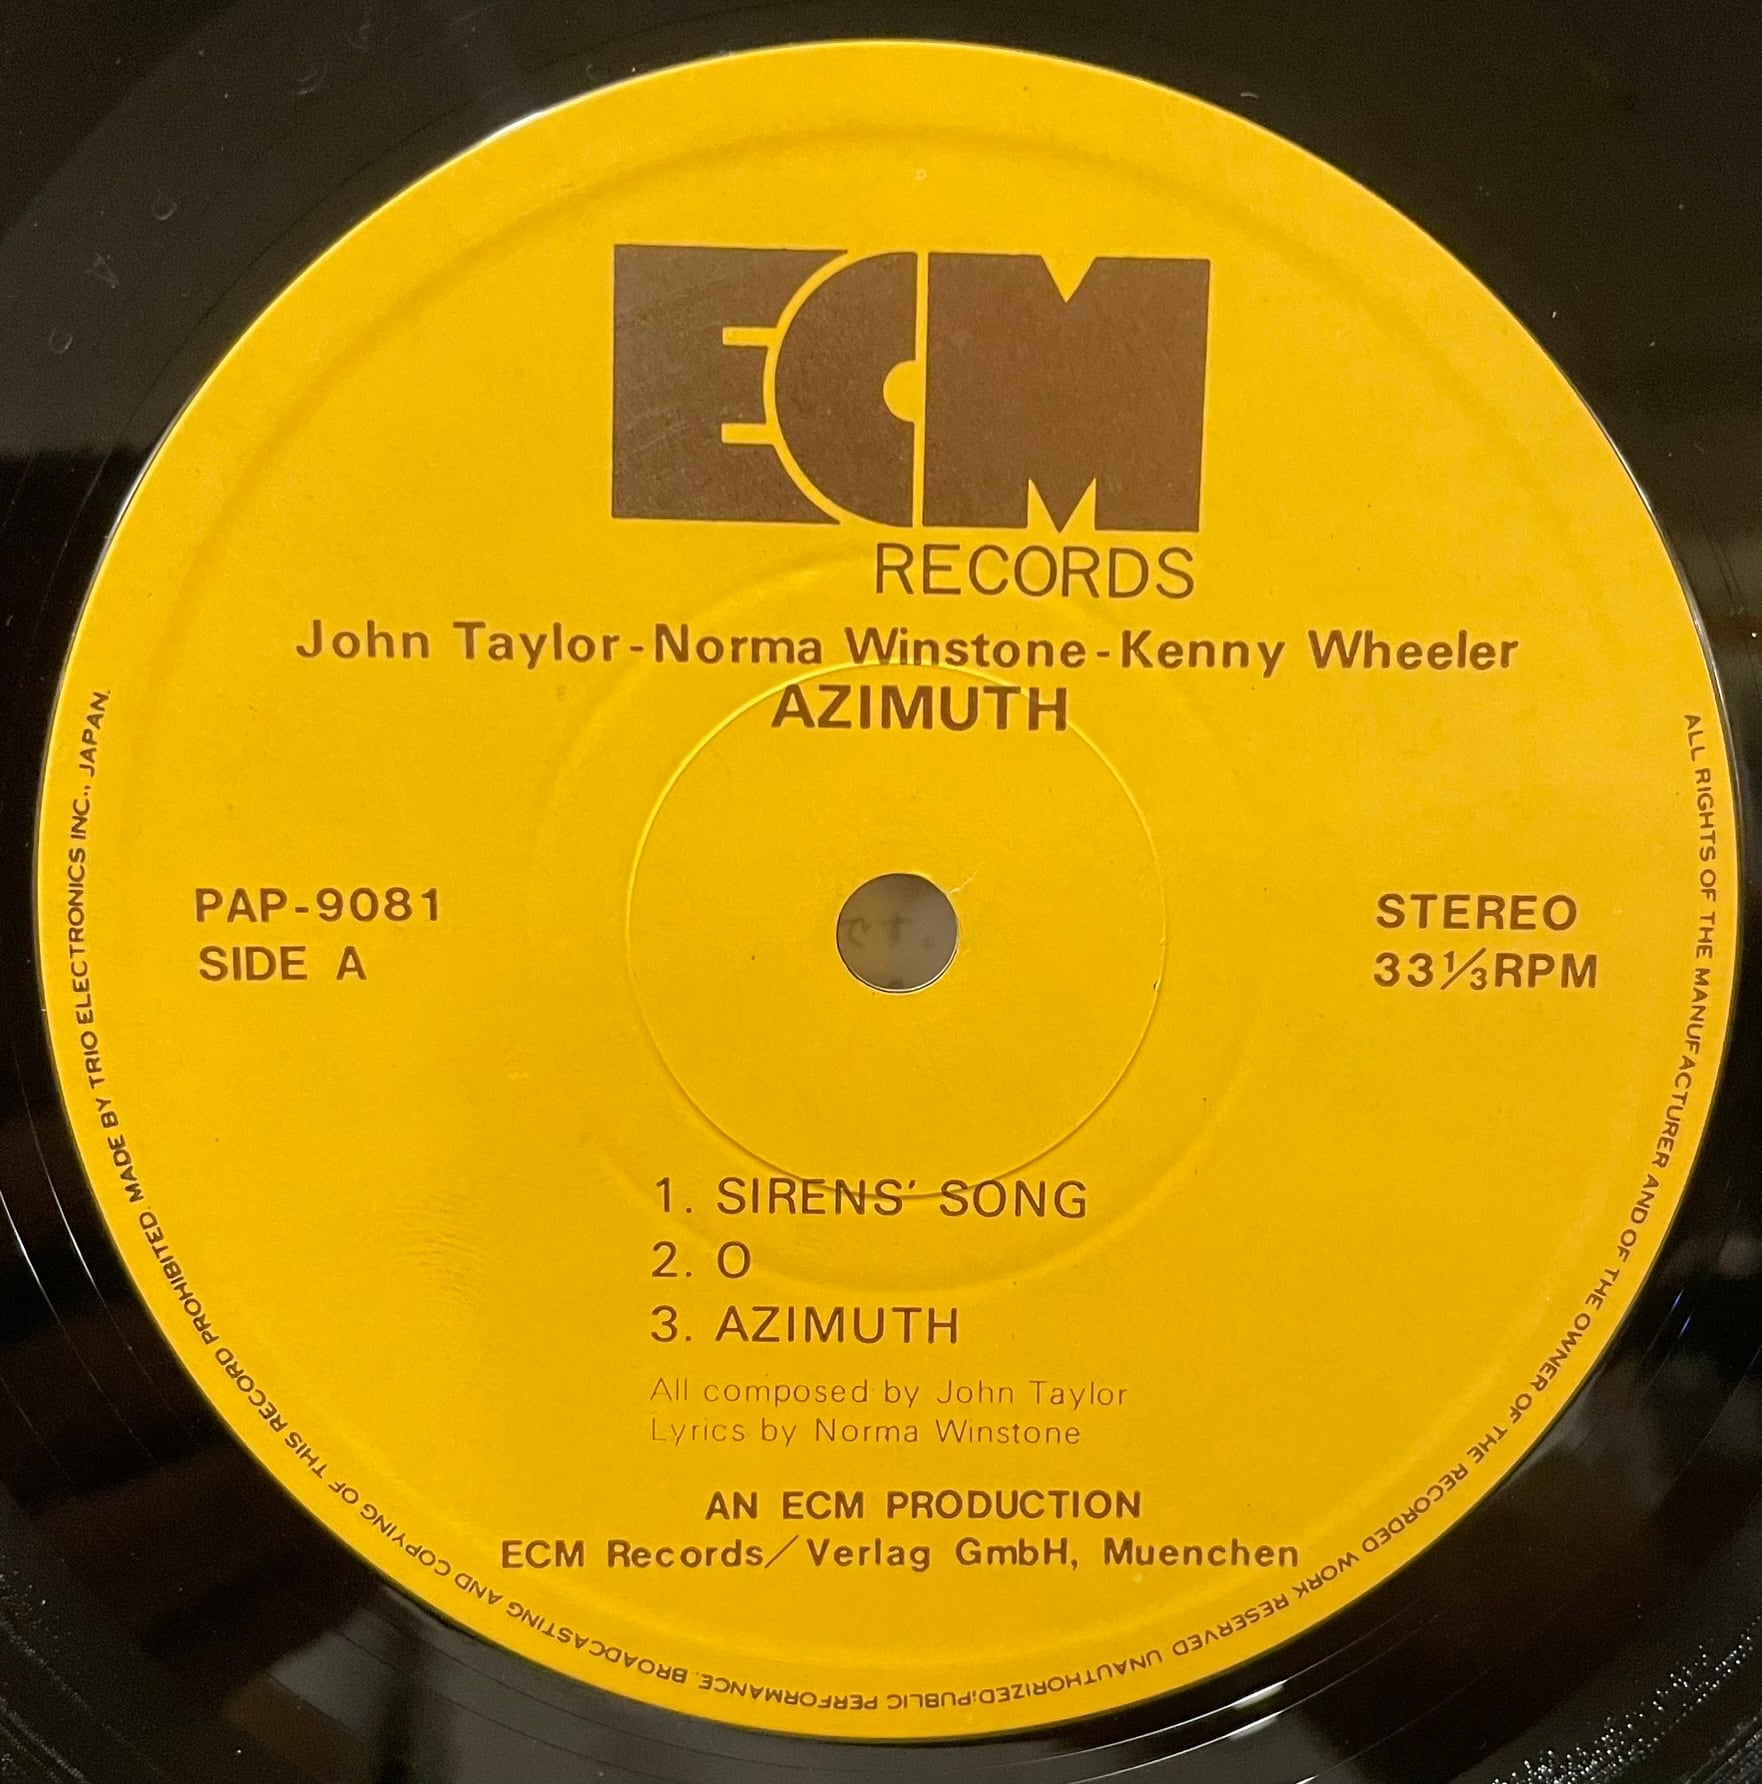 ECM
RECORDS
John Taylor-Norma Winstone-Kenny Wheeler
AZIMUTH
PAP-9081
SIDE A
STEREO
33⅓RPM
です。
1. SIRENS' SONG
2. O
3. AZIMUTH
All composed by John Taylor
Lyrics by Norma Winstone
AN ECM PRODUCTION
ECM Records/Verlag GmbH, Muenchen
ALL RIGHTS OF THE MANUFACTURER AND OF THE OWNER OF THE RECORDED WORK RESERVED UNAUTHORIZED;PUBLIC PERFORMANCE. BROADCASTING AND COPYING OF THIS RECORD PROHIBITED. MADE BY TRIO ELECTRONICS INC., JAPAN.